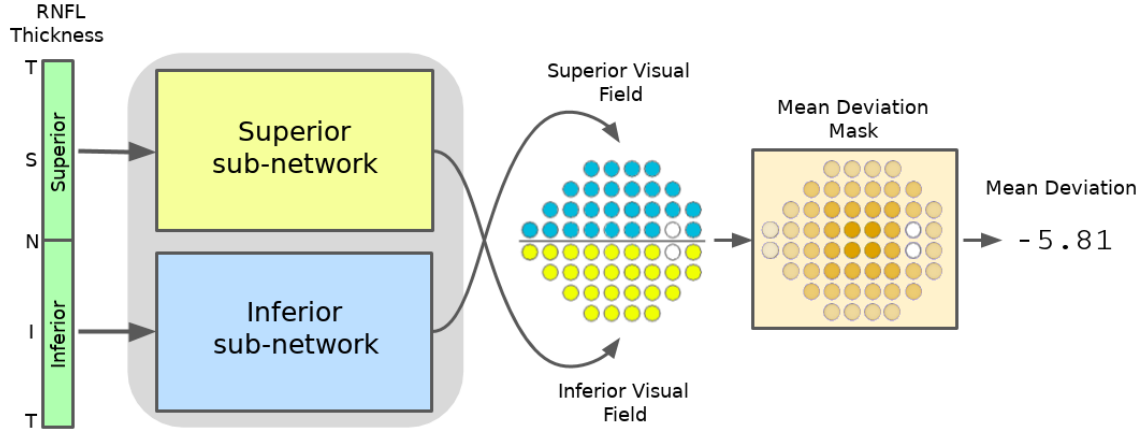 RNFL
Thickness
T
S
N
I
T
Superior
Inferior
Superior
sub-network
Inferior
sub-network
Superior Visual
Field
Inferior Visual
Field
Mean Deviation
Mask
Mean Deviation
-5.81